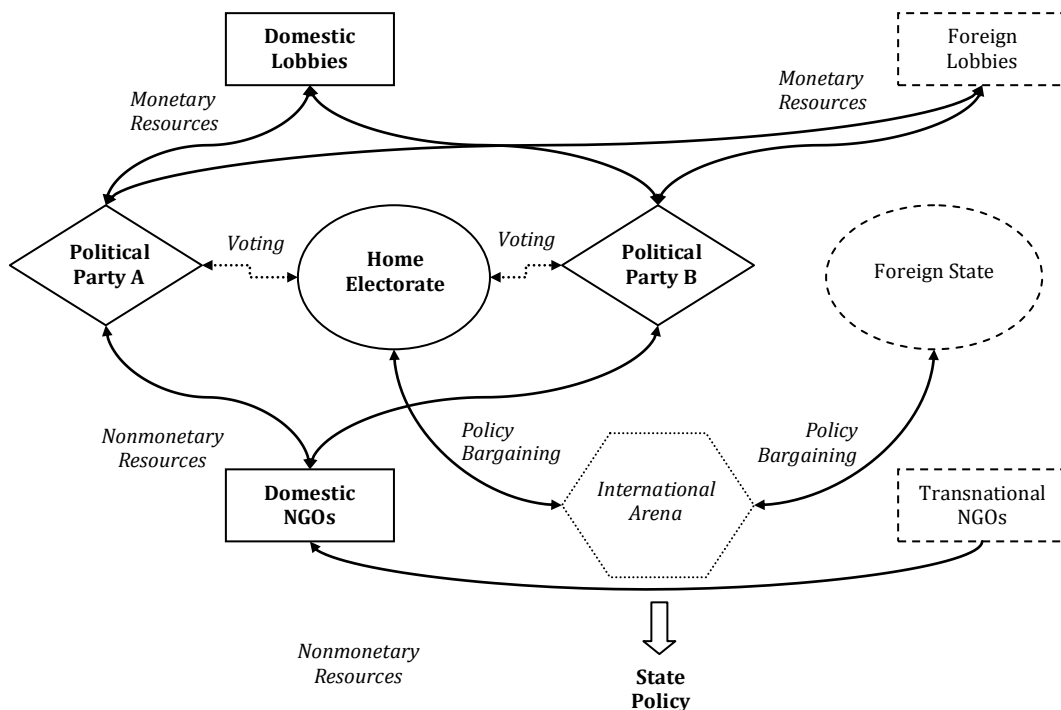 Domestic
Lobbies
Foreign
Lobbies
Monetary
Resources
Monetary
Resources
Political
Party A
Voting
Home
Electorate
Voting
Political
Party B
Foreign State
Nonmonetary
Resources
Policy
Bargaining
Policy
Bargaining
Domestic
NGOs
International
Arena
Transnational
NGOs
Nonmonetary
Resources
State
Policy